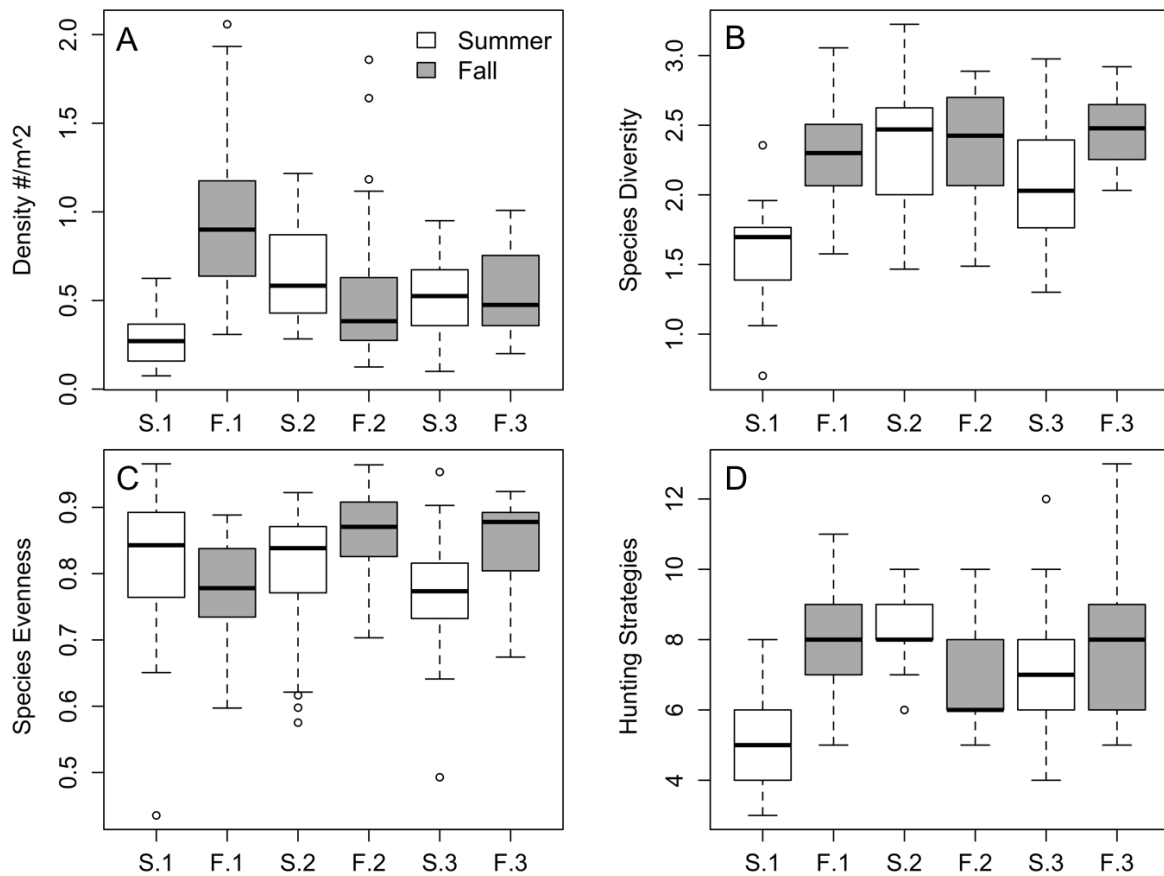 A
Summer
Fall
Density #/m^2
0.0 0.5 1.0 1.5 2.0
S.1 F.1 S.2 F.2 S.3 F.3
B
Species Diversity
1.0 1.5 2.0 2.5 3.0
S.1 F.1 S.2 F.2 S.3 F.3
C
Species Evenness
0.5 0.6 0.7 0.8 0.9
S.1 F.1 S.2 F.2 S.3 F.3
D
Hunting Strategies
4 6 8 10 12
S.1 F.1 S.2 F.2 S.3 F.3